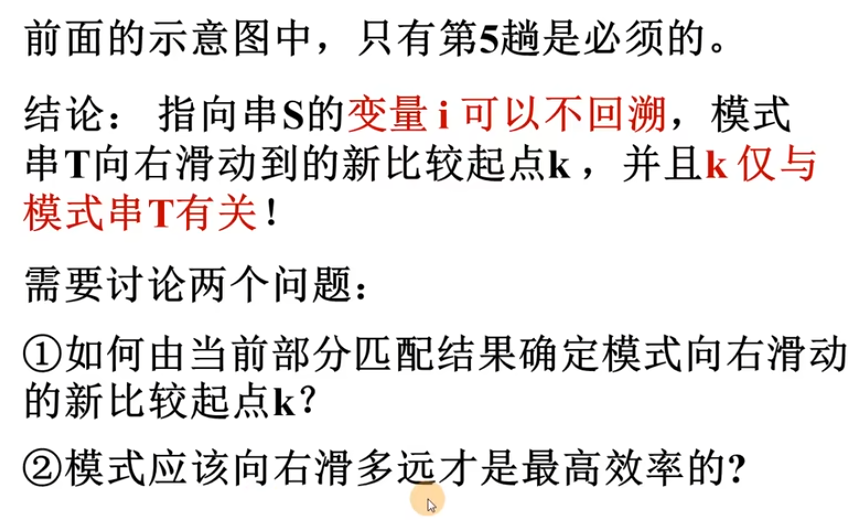 前面的示意图中，只有第5趟是必须的。
结论： 指向串S的变量 i 可以不回溯，模式
串T向右滑动到的新比较起点k ，并且k 仅与
模式串T有关！
需要讨论两个问题：
①如何由当前部分匹配结果确定模式向右滑动
的新比较起点k？
②模式应该向右滑多远才是最高效率的?